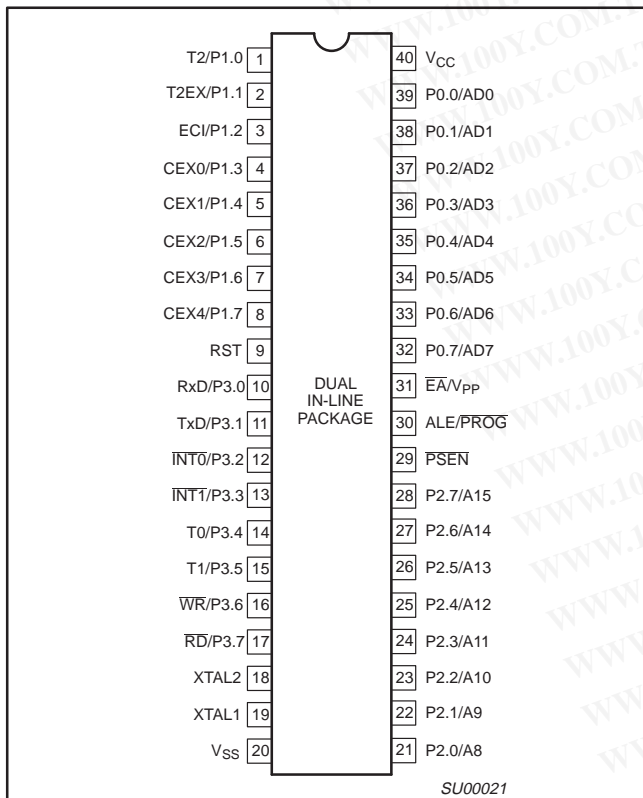 T2/P1.0 1
T2EX/P1.1 2
ECI/P1.2 3
CEX0/P1.3 4
CEX1/P1.4 5
CEX2/P1.5 6
CEX3/P1.6 7
CEX4/P1.7 8
RST 9
RxD/P3.0 10
TxD/P3.1 11
I̅N̅T̅0̅/P3.2 12
I̅N̅T̅1̅/P3.3 13
T0/P3.4 14
T1/P3.5 15
W̅R̅/P3.6 16
R̅D̅/P3.7 17
XTAL2 18
XTAL1 19
VSS 20
DUAL
IN-LINE
PACKAGE
40 VCC
39 P0.0/AD0
38 P0.1/AD1
37 P0.2/AD2
36 P0.3/AD3
35 P0.4/AD4
34 P0.5/AD5
33 P0.6/AD6
32 P0.7/AD7
31 E̅A̅/VPP
30 ALE/P̅R̅O̅G̅
29 P̅S̅E̅N̅
28 P2.7/A15
27 P2.6/A14
26 P2.5/A13
25 P2.4/A12
24 P2.3/A11
23 P2.2/A10
22 P2.1/A9
21 P2.0/A8
SU00021